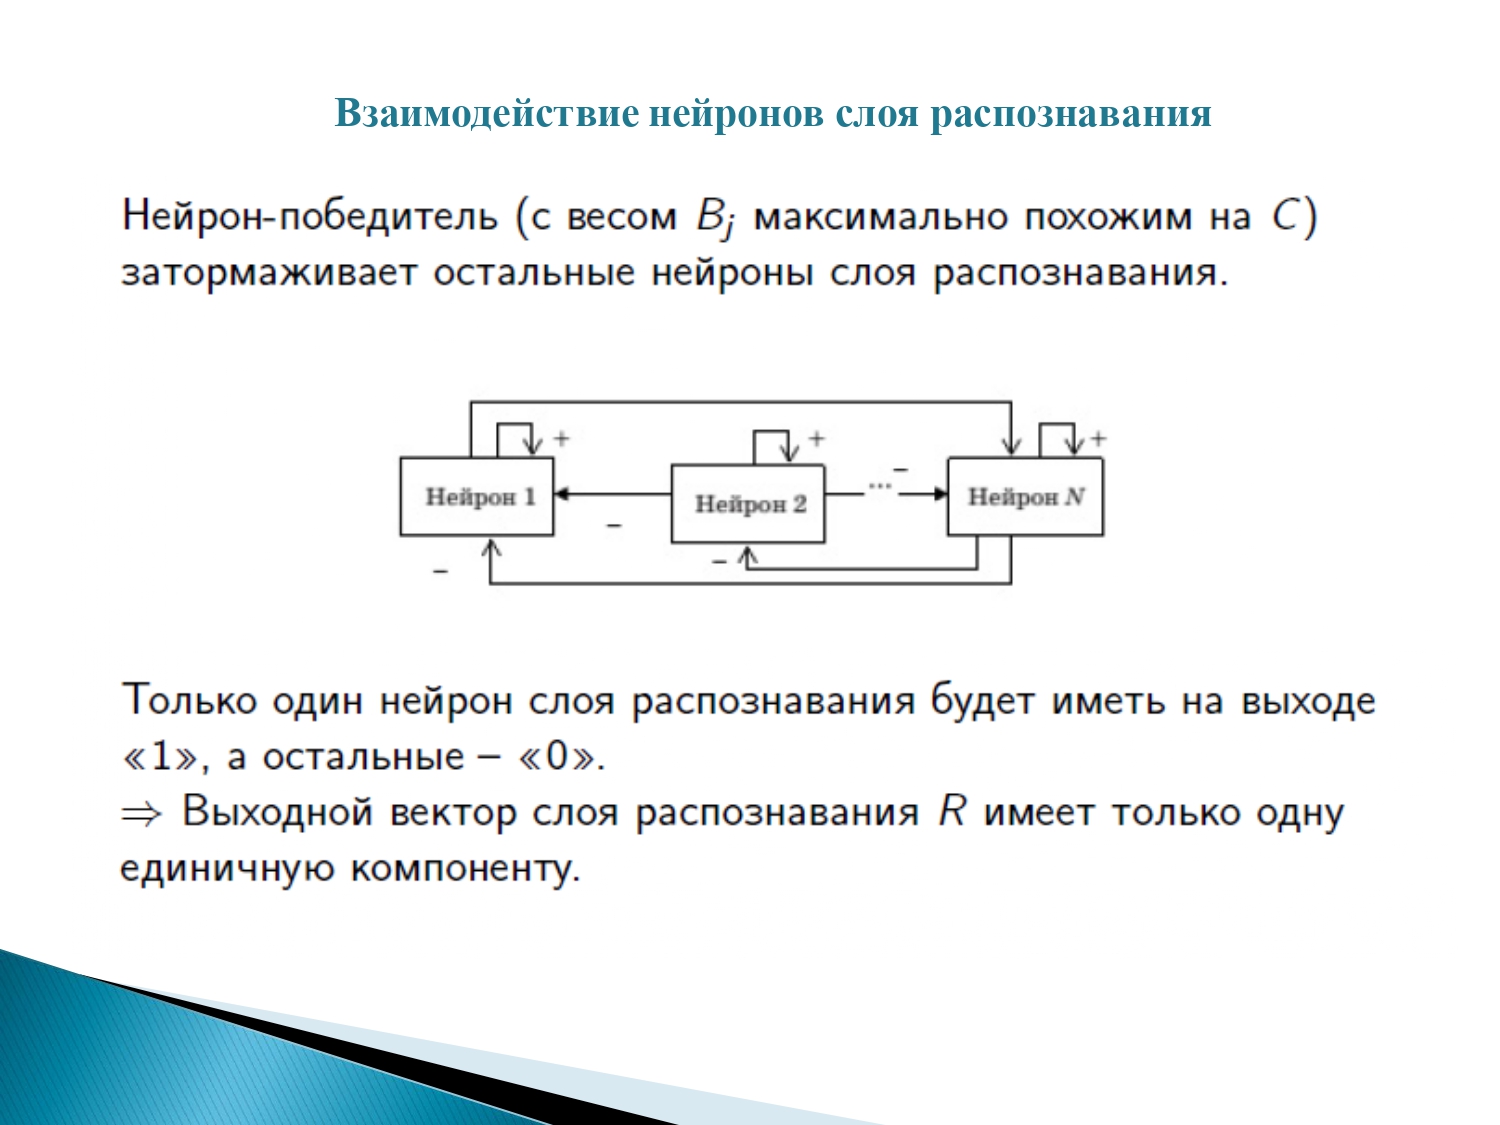 Взаимодействие нейронов слоя распознавания
Нейрон-победитель (с весом Bj максимально похожим на C)
затормаживает остальные нейроны слоя распознавания.
+ + +
Нейрон 1 Нейрон 2 ... – Нейрон N
–
– –
Только один нейрон слоя распознавания будет иметь на выходе
«1», а остальные – «0».
⇒ Выходной вектор слоя распознавания R имеет только одну
единичную компоненту.